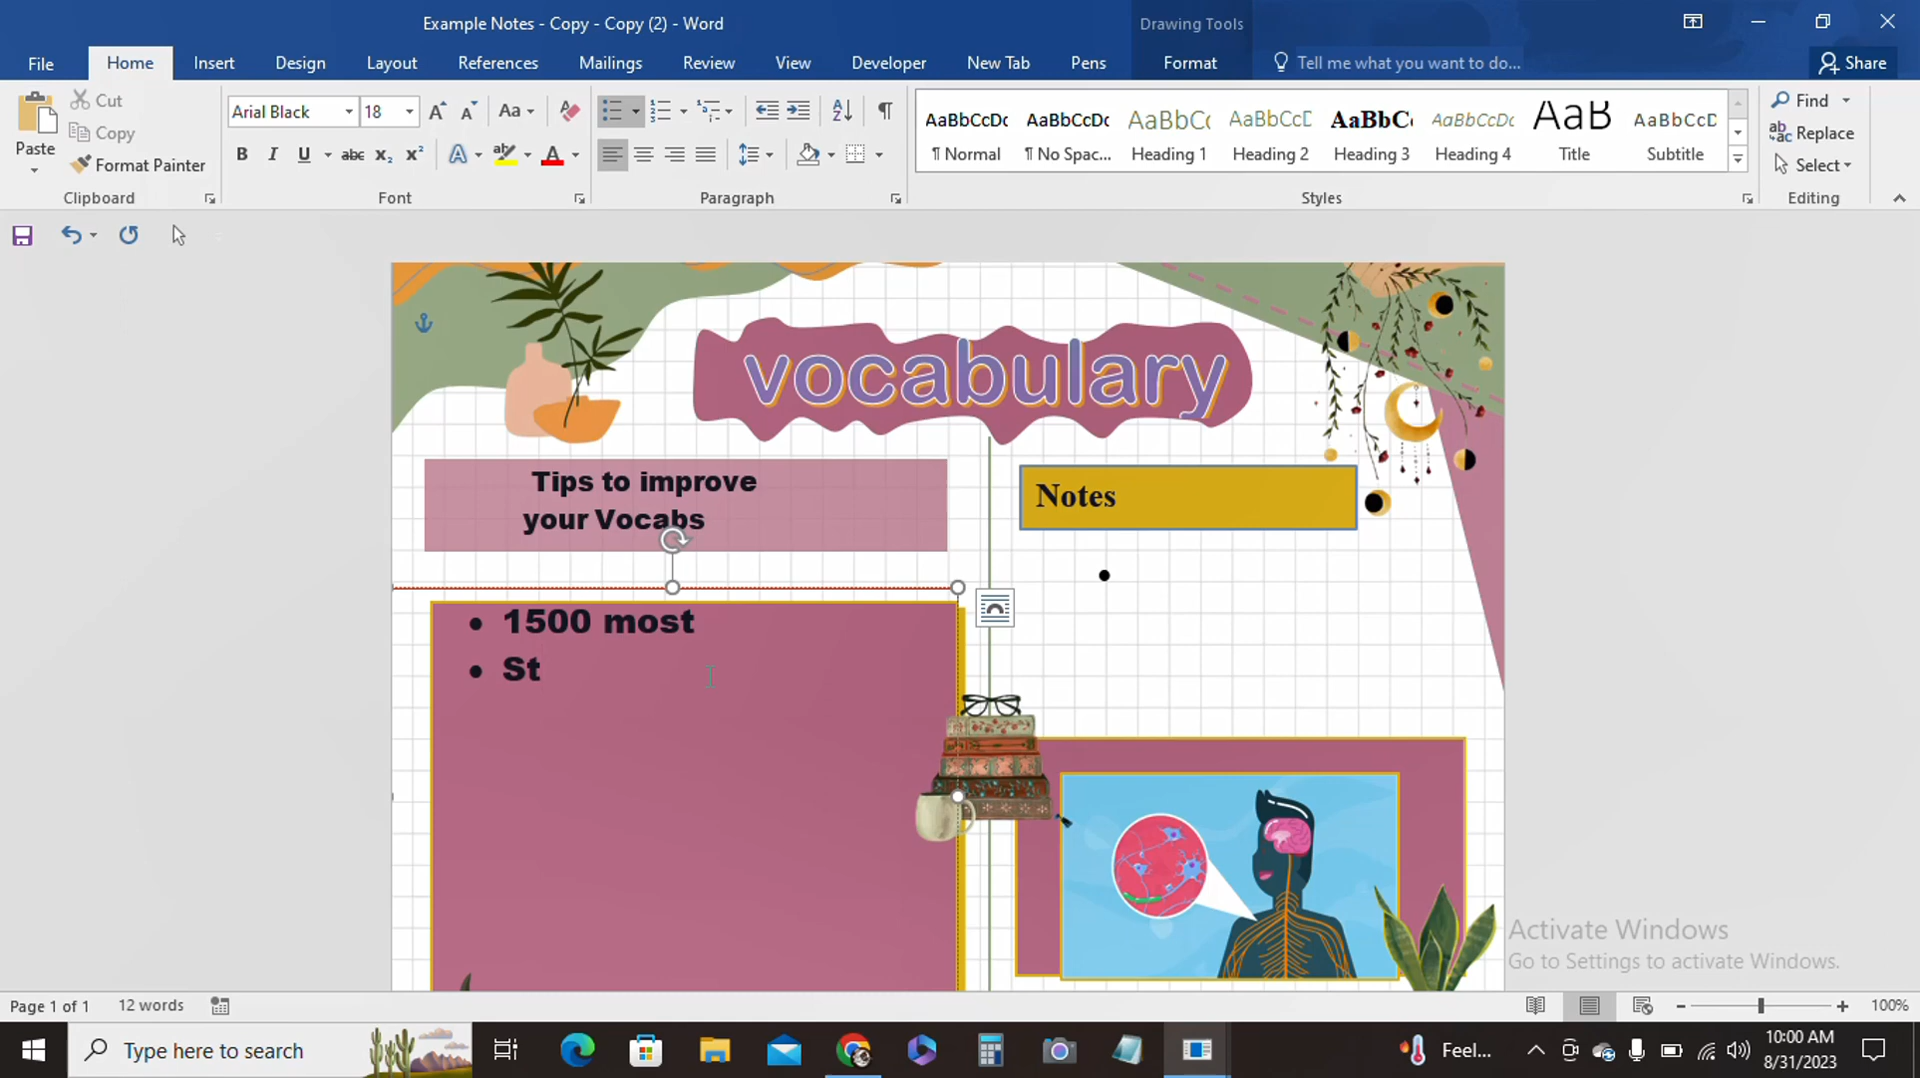 Example Notes - Copy - Copy (2) - Word
Drawing Tools
File
Home
Insert
Design
Layout
References
Mailings
Review
View
Developer
New Tab
Pens
Format
Tell me what you want to do...
Share
Paste
Cut
Copy
Format Painter
Clipboard
Arial Black
18
Font
Paragraph
AaBbCcDc
¶ Normal
AaBbCcDc
¶ No Spac...
AaBbCc
Heading 1
AaBbCcD
Heading 2
AaBbC
Heading 3
AaBbCcDc
Heading 4
AaB
Title
AaBbCcD
Subtitle
Styles
Find
Replace
Select
Editing
vocabulary
Tips to improve
your Vocabs
Notes
• 1500 most
• St
•
Activate Windows
Go to Settings to activate Windows.
Page 1 of 1
12 words
100%
Type here to search
Feel...
10:00 AM
8/31/2023